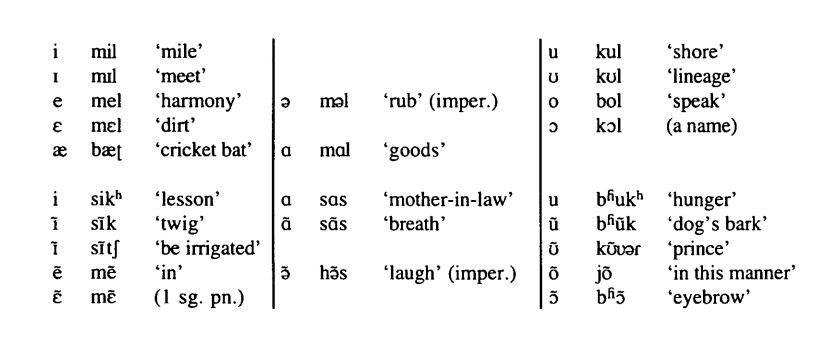 i mil ‘mile’ u kul ‘shore’
ɪ mɪl ‘meet’ ʊ kʊl ‘lineage’
e mel ‘harmony’ ə məl ‘rub’ (imper.) o bol ‘speak’
ɛ mɛl ‘dirt’ ɔ kɔl (a name)
æ bæʈ ‘cricket bat’ ɑ mɑl ‘goods’
i sikʰ ‘lesson’ ɑ sɑs ‘mother-in-law’ u bʱukʰ ‘hunger’
ĩ sĩk ‘twig’ ɑ̃ sɑ̃s ‘breath’ ũ bʱũk ‘dog’s bark’
ɪ̃ sɪ̃tʃ ‘be irrigated’ ʊ̃ kʊ̃ʋəɾ ‘prince’
ẽ mẽ ‘in’ ə̃ hə̃s ‘laugh’ (imper.) õ jõ ‘in this manner’
ɛ̃ mɛ̃ (1 sg. pn.) ɔ̃ bʱɔ̃ ‘eyebrow’